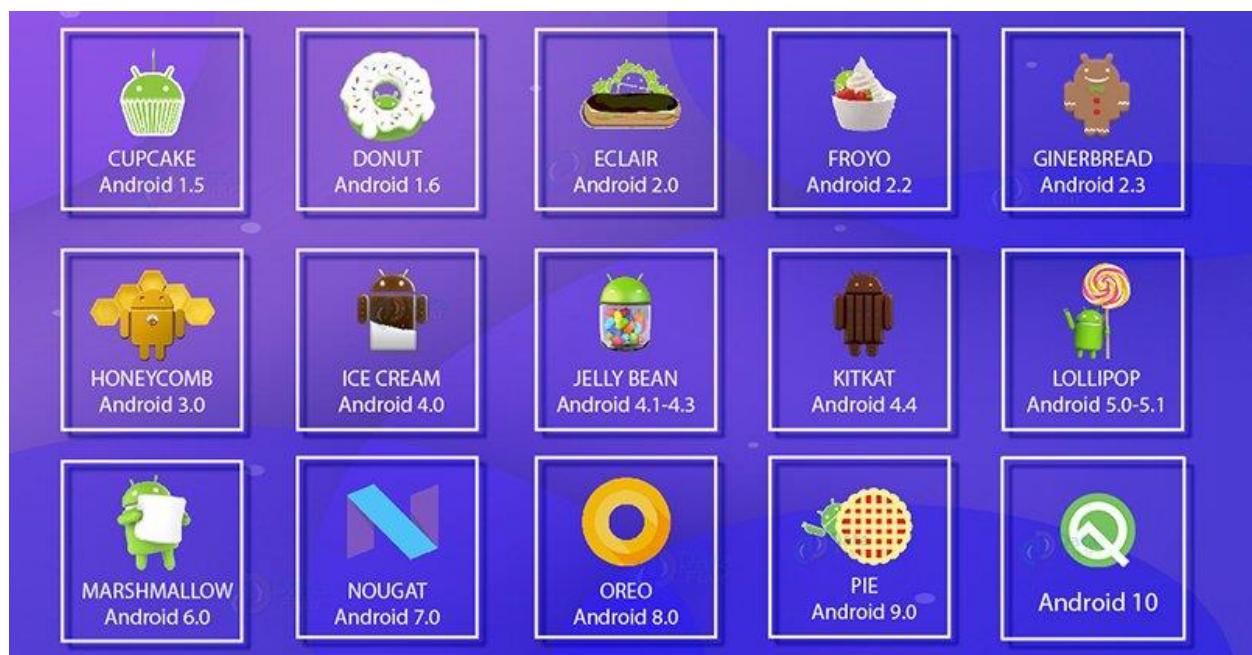 CUPCAKE
Android 1.5
DONUT
Android 1.6
ECLAIR
Android 2.0
FROYO
Android 2.2
GINERBREAD
Android 2.3
HONEYCOMB
Android 3.0
ICE CREAM
Android 4.0
JELLY BEAN
Android 4.1-4.3
KITKAT
Android 4.4
LOLLIPOP
Android 5.0-5.1
MARSHMALLOW
Android 6.0
NOUGAT
Android 7.0
OREO
Android 8.0
PIE
Android 9.0
Android 10